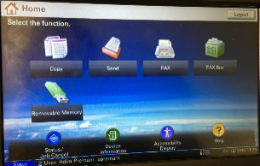 Home
Logout
Select the function.
Copy
Send
FAX
FAX Box
Removable Memory
Status/
Job Cancel
Device
Information
Accessibility
Display
Help
Status